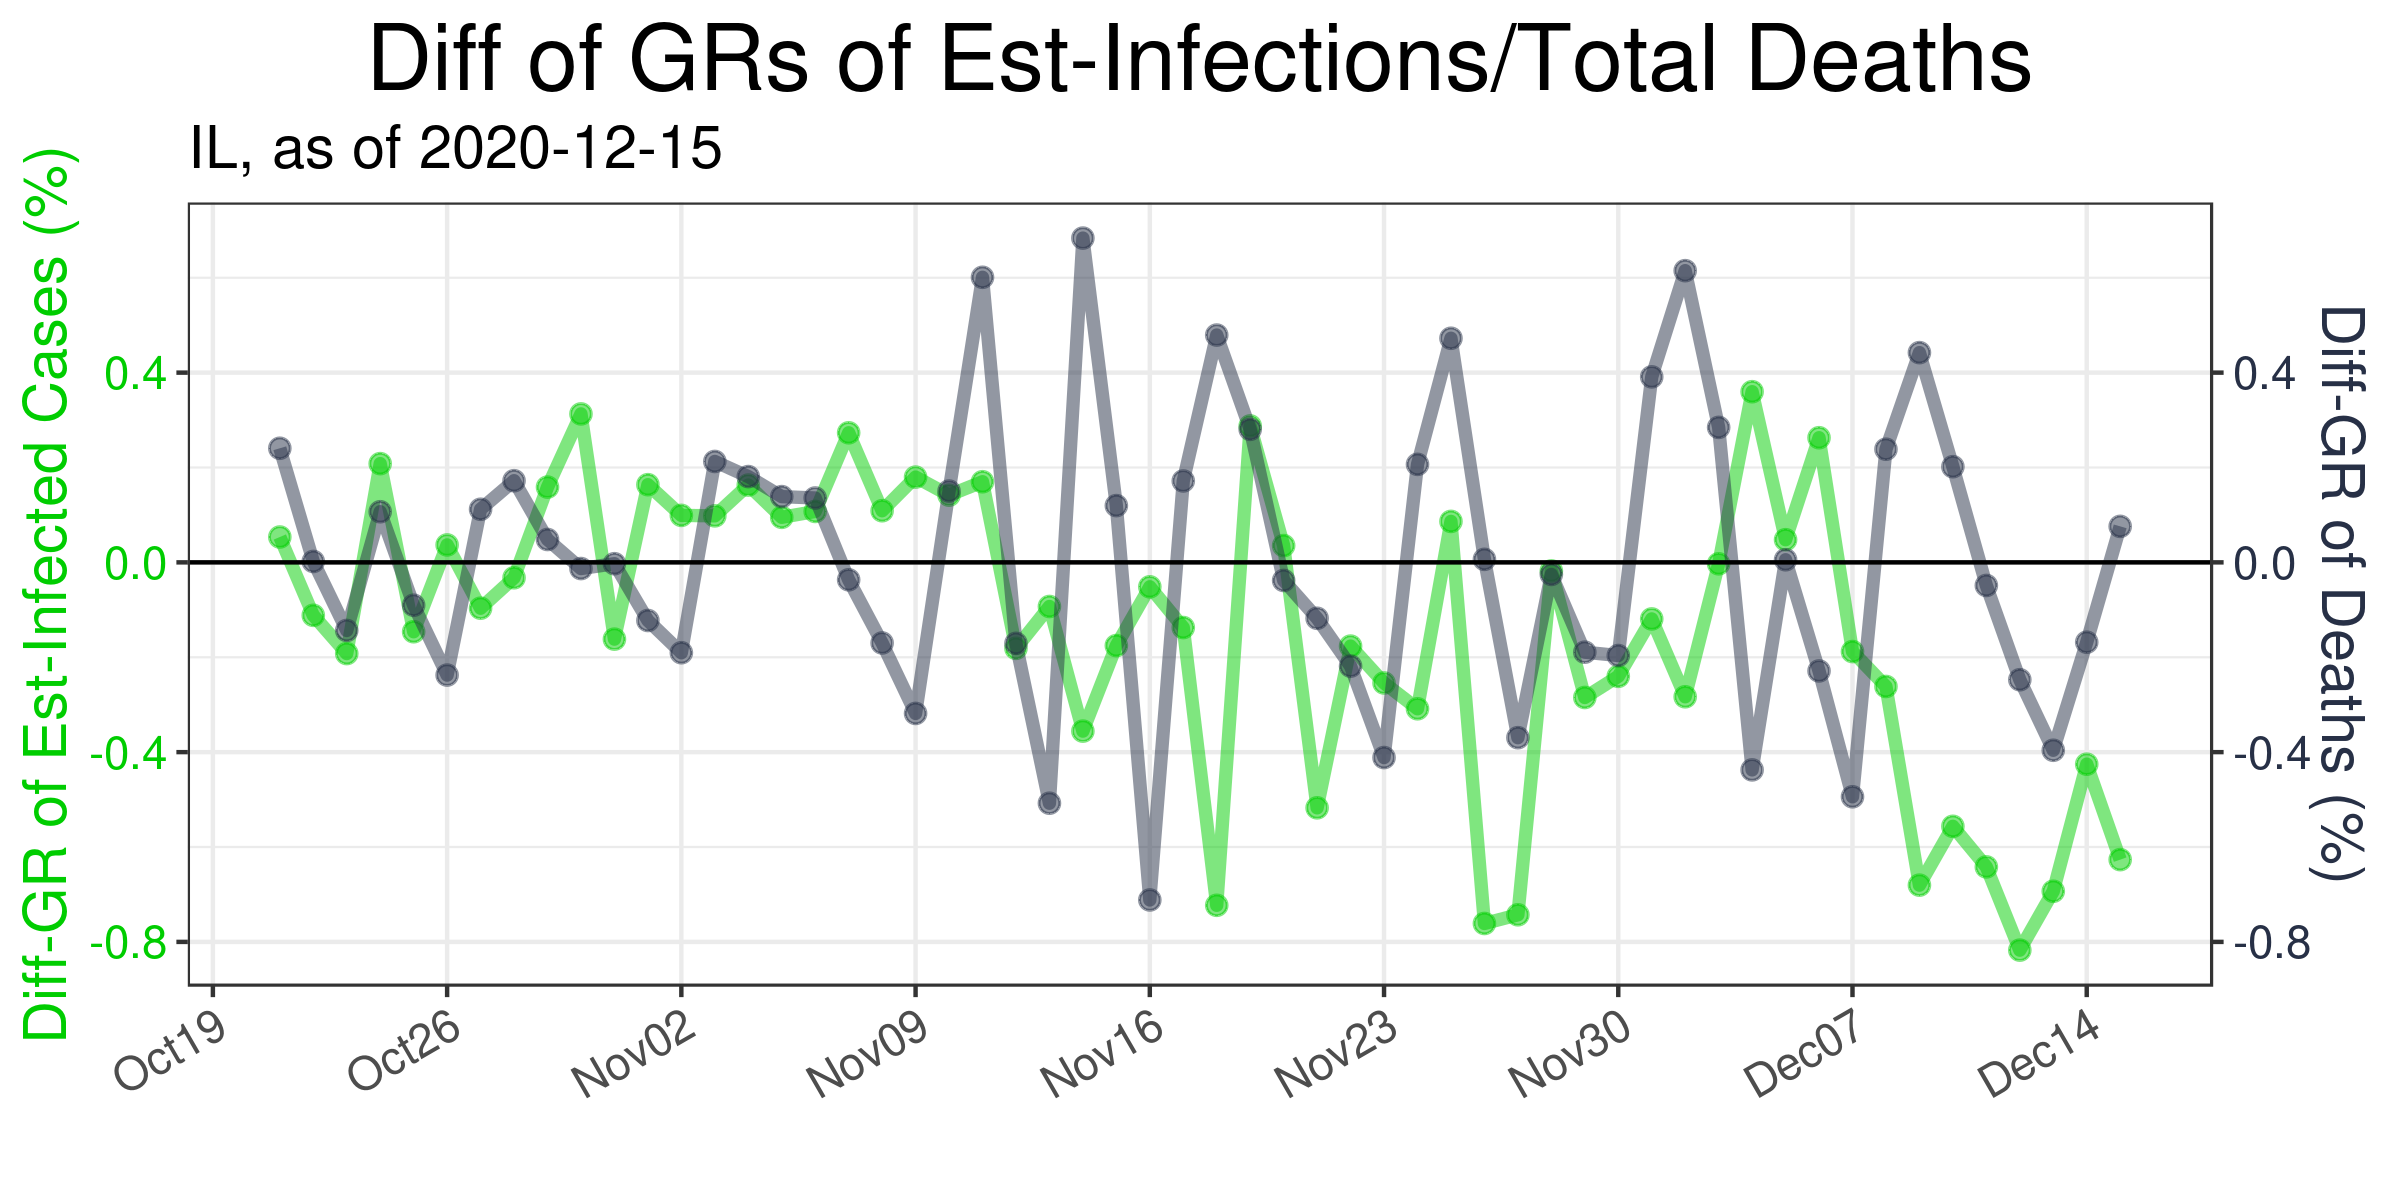 Diff of GRs of Est-Infections/Total Deaths
IL, as of 2020-12-15
Diff-GR of Est-Infected Cases (%)
0.4
0.0
-0.4
-0.8
0.4
0.0
-0.4
-0.8
Diff-GR of Deaths (%)
Oct19
Oct26
Nov02
Nov09
Nov16
Nov23
Nov30
Dec07
Dec14